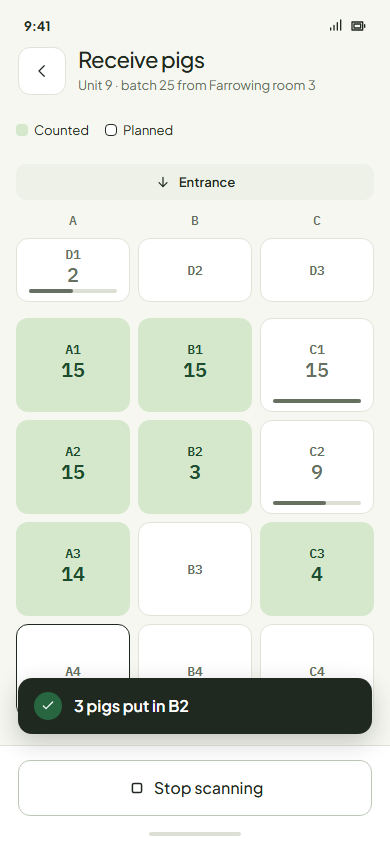 9:41
Receive pigs
Unit 9 · batch 25 from Farrowing room 3
Counted Planned
↓ Entrance
A B C
D1 D2 D3
2
A1 B1 C1
15 15 15
A2 B2 C2
15 3 9
A3 B3 C3
14 4
A4 B4 C4
3 pigs put in B2
Stop scanning